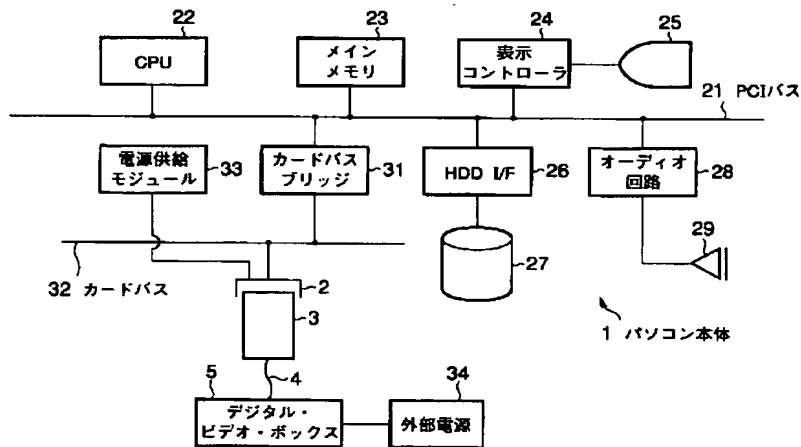 22
CPU
23
メイン
メモリ
24
表示
コントローラ
25
21 PCIバス
電源供給
モジュール
33
カードバス
ブリッジ
31
HDD I/F
26
オーディオ
回路
28
29
27
32 カードバス
2
3
1 パソコン本体
4
5
デジタル・
ビデオ・ボックス
34
外部電源